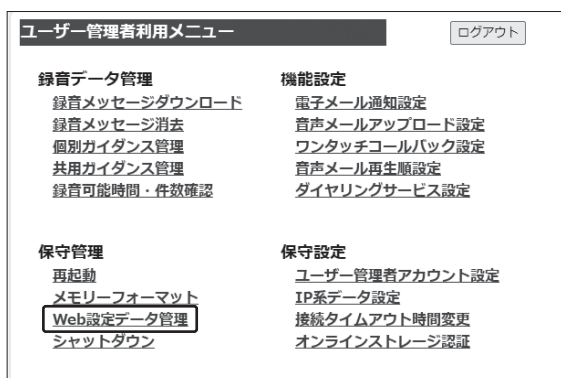 ユーザー管理者利用メニュー
ログアウト
録音データ管理
録音メッセージダウンロード
録音メッセージ消去
個別ガイダンス管理
共用ガイダンス管理
録音可能時間・件数確認
機能設定
電子メール通知設定
音声メールアップロード設定
ワンタッチコールバック設定
音声メール再生順設定
ダイヤリングサービス設定
保守管理
再起動
メモリーフォーマット
Web設定データ管理
シャットダウン
保守設定
ユーザー管理者アカウント設定
IP系データ設定
接続タイムアウト時間変更
オンラインストレージ認証